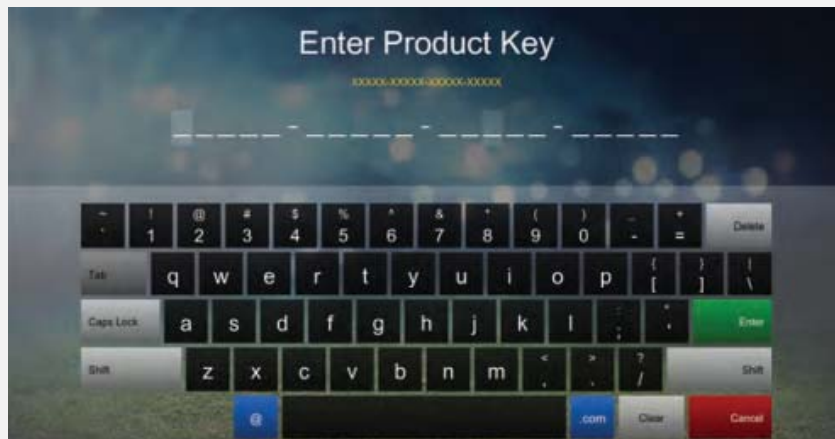 Enter Product Key
xxxxx-xxxxx-xxxxx-xxxxx
_____-_____-_____-_____
~ ! @ # $ % ^ & * ( ) _ +
` 1 2 3 4 5 6 7 8 9 0 - = Delete
Tab q w e r t y u i o p { [ } ] | \
Caps Lock a s d f g h j k l : ; " ' Enter
Shift z x c v b n m < , > . ? / Shift
@ .com Clear Cancel